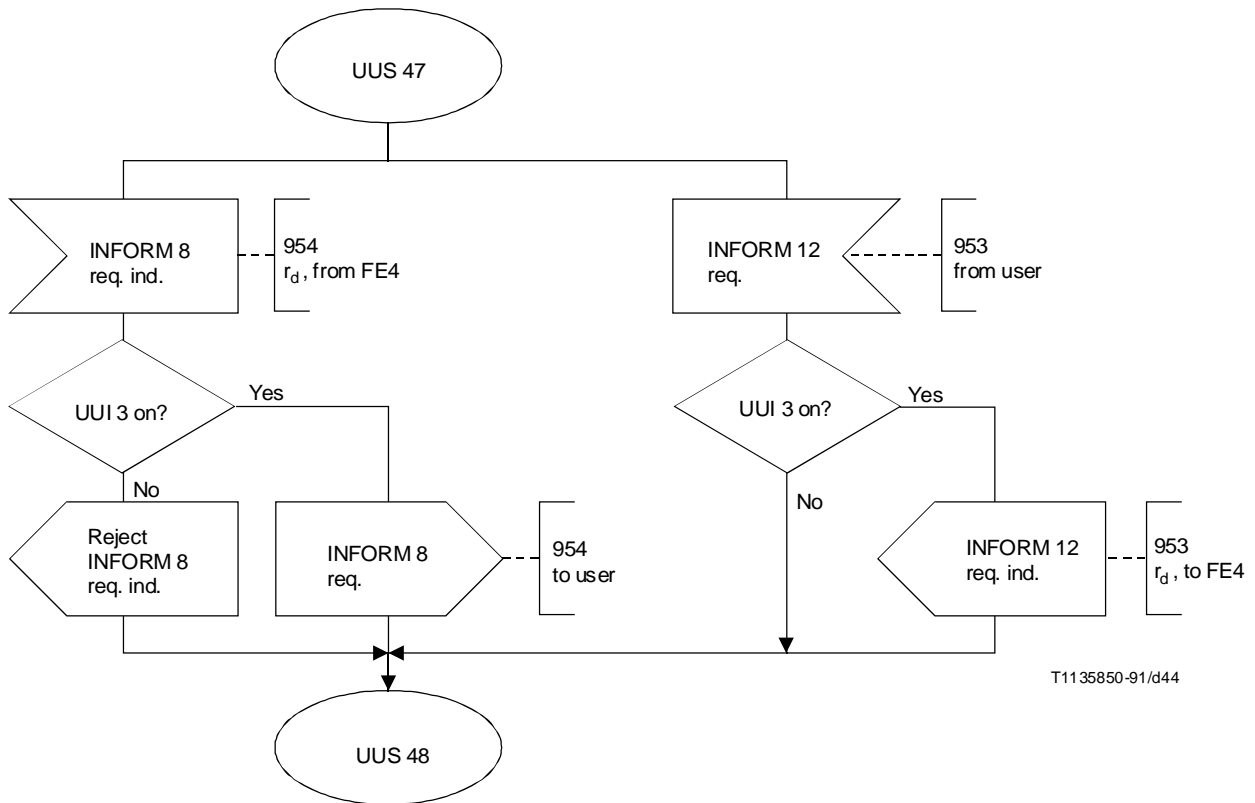 UUS 47
INFORM 8
req. ind.
954
r_d, from FE4
INFORM 12
req.
953
from user
UUI 3 on?
Yes
No
UUI 3 on?
Yes
No
Reject
INFORM 8
req. ind.
INFORM 8
req.
954
to user
INFORM 12
req. ind.
953
r_d, to FE4
T1135850-91/d44
UUS 48